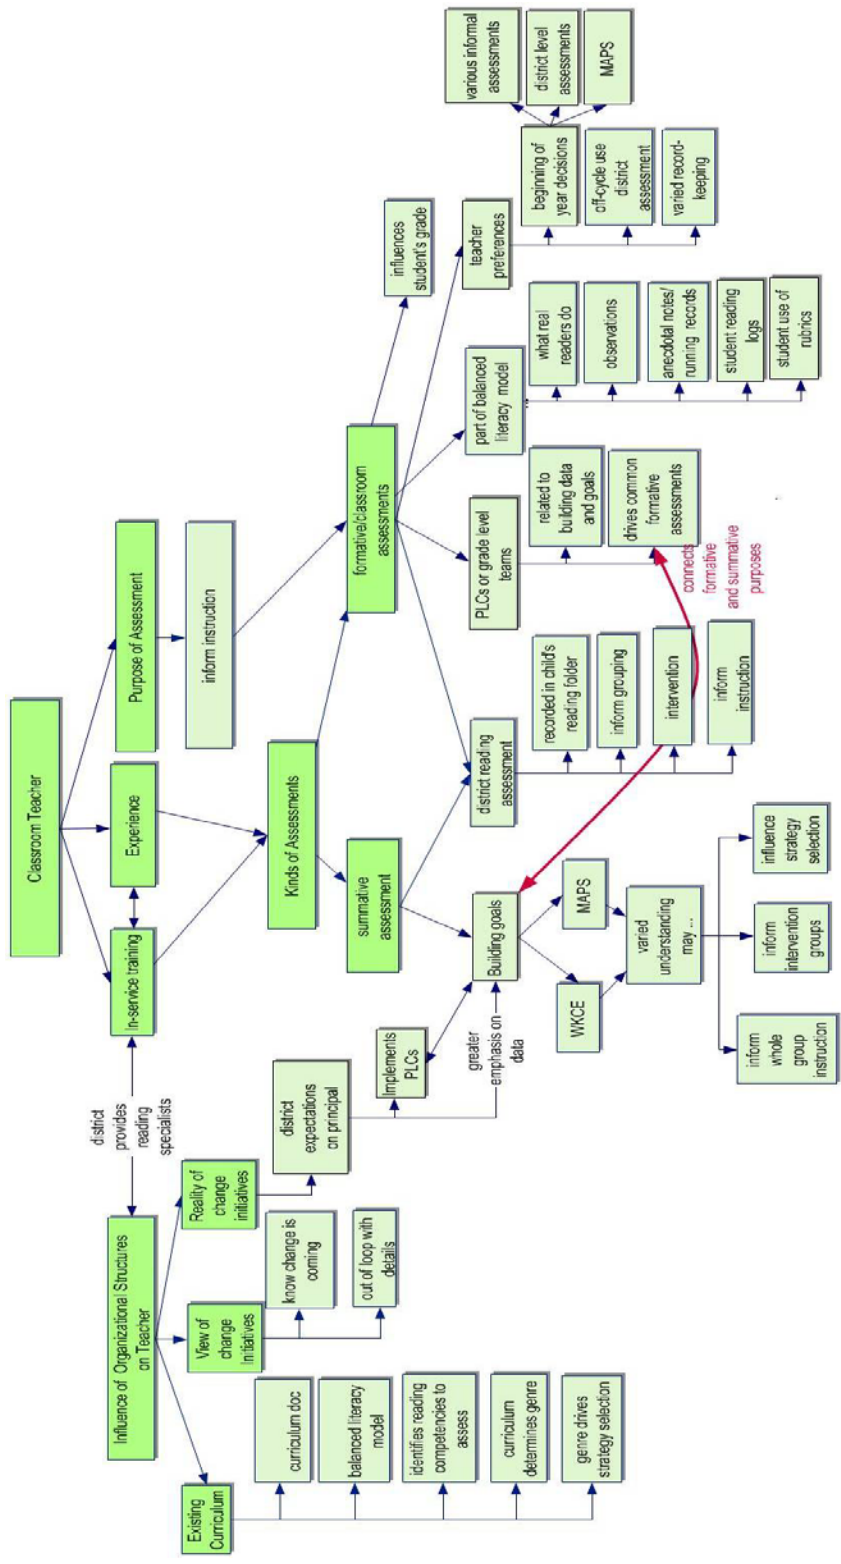 Classroom Teacher
In-service training
Experience
Purpose of Assessment
inform instruction
district
provides
reading
specialists
Influence of Organizational Structures
on Teacher
Existing
Curriculum
View of
change
Initiatives
Reality of
change
initiatives
curriculum doc
balanced literacy
model
identifies reading
competencies to
assess
curriculum
determines genre
genre drives
strategy selection
know change is
coming
out of loop with
details
district
expectations
on principal
Implements
PLCs
greater
emphasis on
data
Kinds of Assessments
summative
assessment
formative/classroom
assessments
influences
student's grade
Building goals
WKCE
MAPS
varied
understanding
may ...
inform
whole
group
instruction
inform
intervention
groups
influence
strategy
selection
district reading
assessment
recorded in child's
reading folder
inform grouping
intervention
inform
instruction
connects
formative
and summative
purposes
PLCs or grade level
teams
related to
building data
and goals
drives common
formative
assessments
part of balanced
literacy model
what real
readers do
observations
anecdotal notes/
running records
student reading
logs
student use of
rubrics
teacher
preferences
beginning of
year decisions
off-cycle use
district
assessment
varied record-
keeping
various informal
assessments
district level
assessments
MAPS